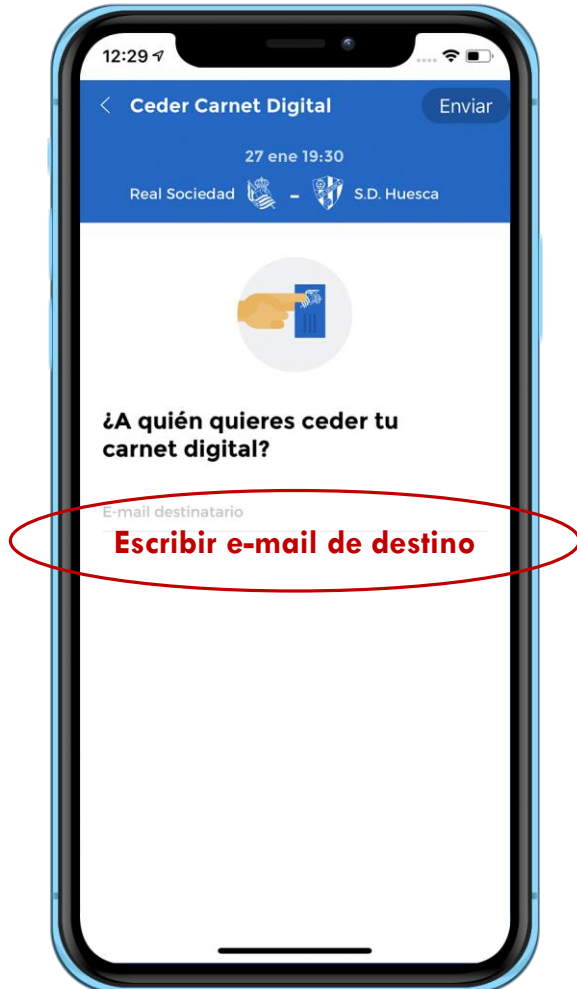 12:29
Ceder Carnet Digital
Enviar
27 ene 19:30
Real Sociedad - S.D. Huesca
¿A quién quieres ceder tu
carnet digital?
E-mail destinatario
Escribir e-mail de destino